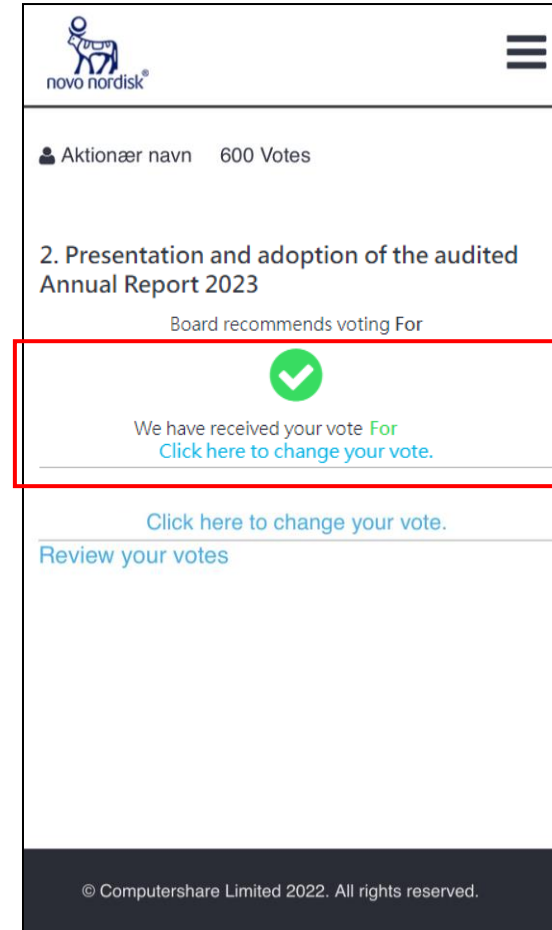 novo nordisk®
Aktionær navn 600 Votes
2. Presentation and adoption of the audited
Annual Report 2023
Board recommends voting For
We have received your vote For
Click here to change your vote.
Click here to change your vote.
Review your votes
© Computershare Limited 2022. All rights reserved.